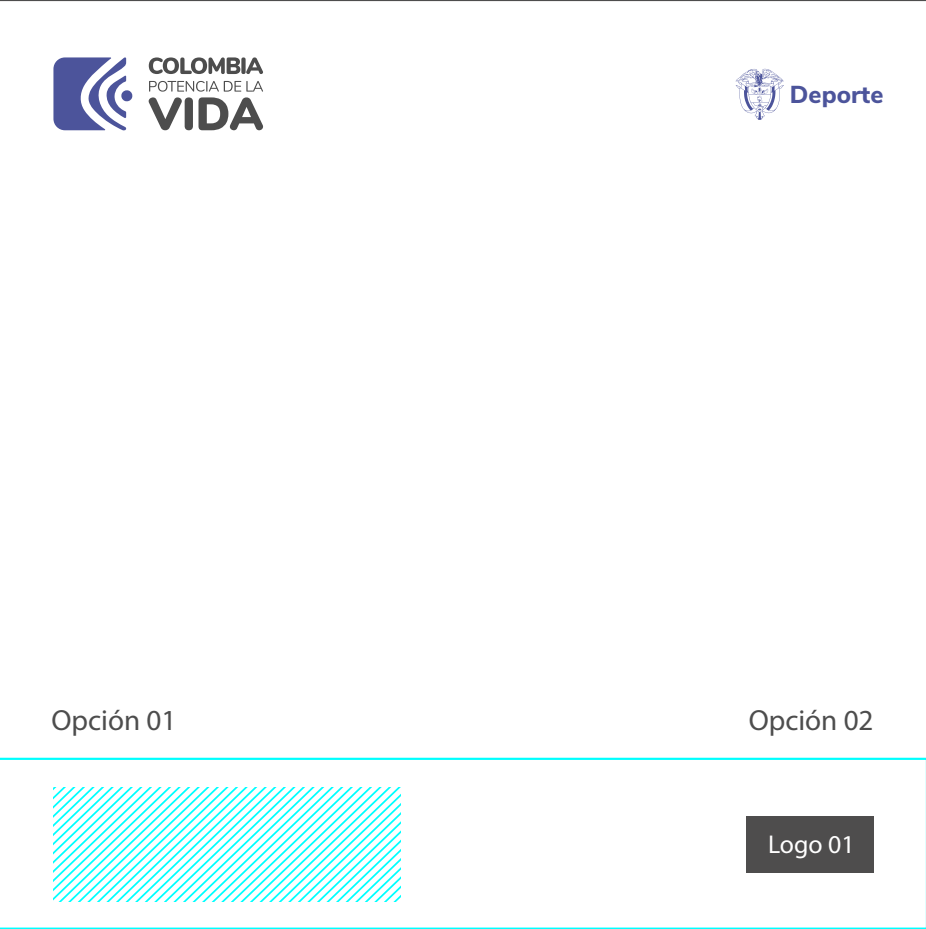 COLOMBIA
POTENCIA DE LA
VIDA
Deporte
Opción 01
Opción 02
Logo 01